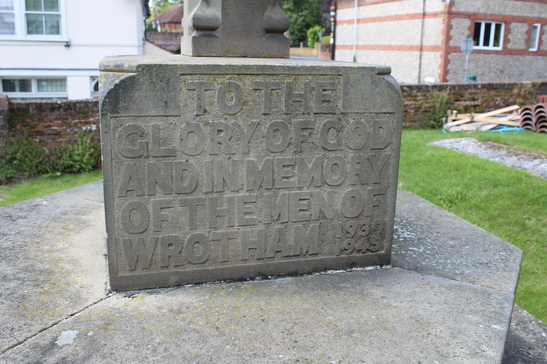 TO THE
GLORY OF GOD
AND IN MEMORY
OF THE MEN OF
WROTHAM 1939
1945